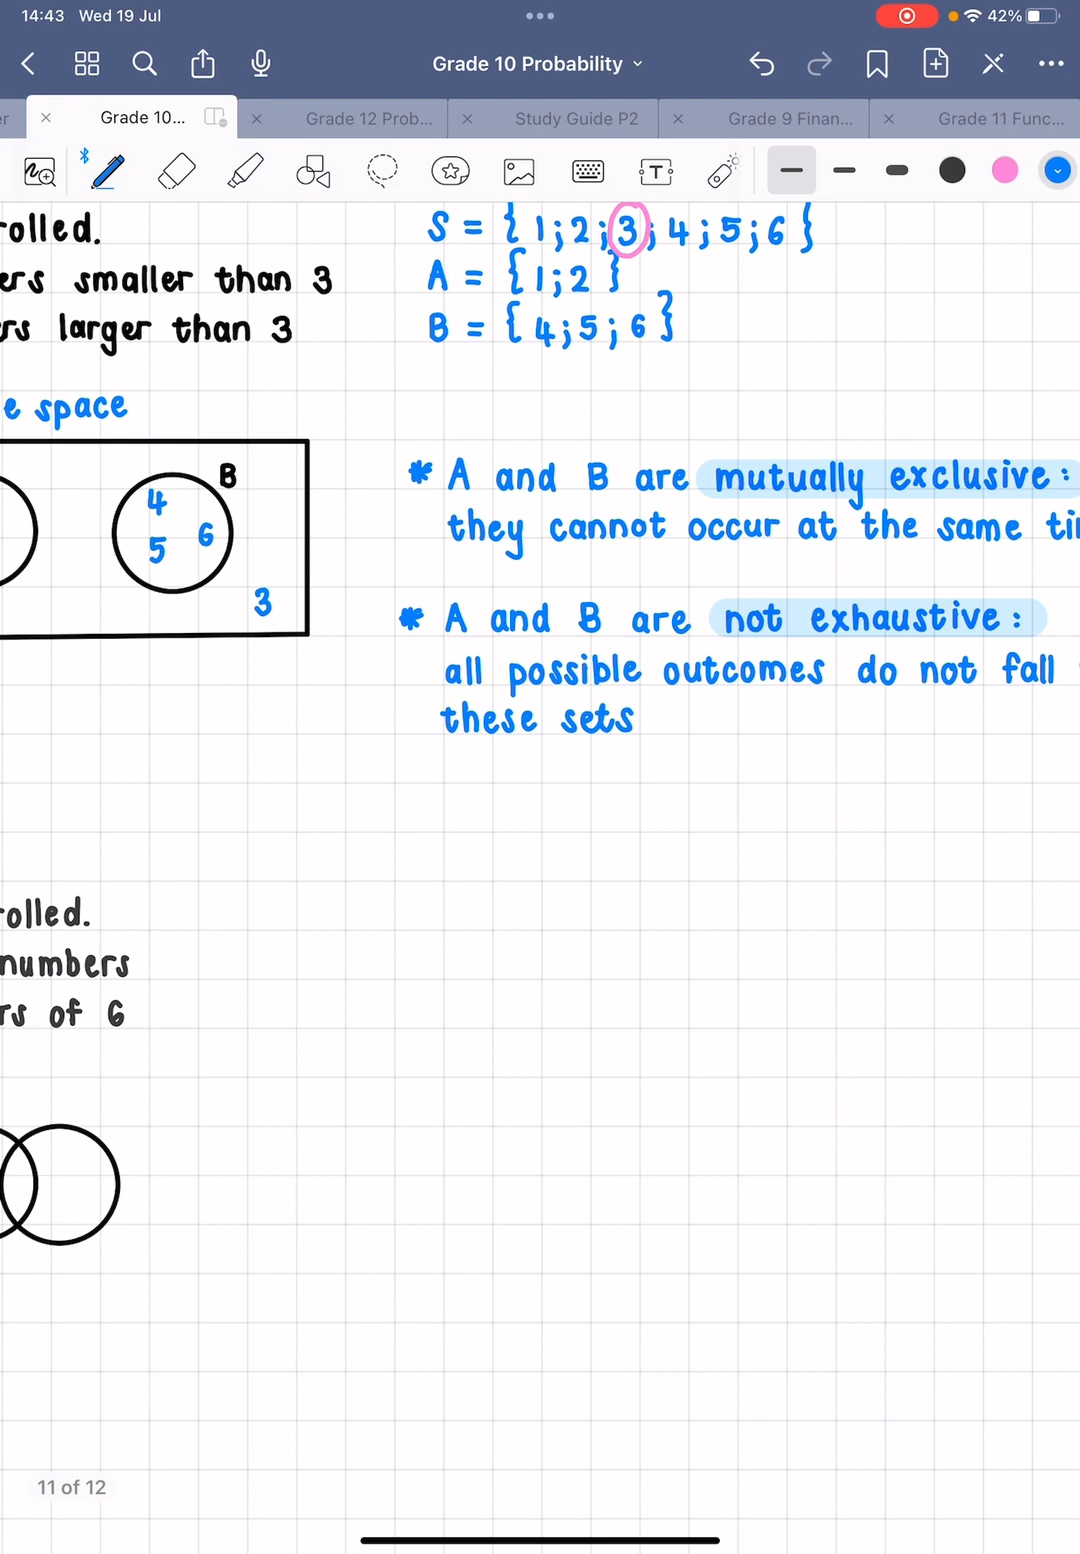 14:43 Wed 19 Jul
42%
Grade 10 Probability
Grade 10...
Grade 12 Prob...
Study Guide P2
Grade 9 Finan...
Grade 11 Func...
T
rolled.
S = { 1; 2; 3; 4; 5; 6 }
ers smaller than 3
A = { 1; 2 }
rs larger than 3
B = { 4; 5; 6 }
e space
B
4
6
5
3
* A and B are mutually exclusive:
they cannot occur at the same ti
* A and B are not exhaustive:
all possible outcomes do not fall
these sets
rolled.
numbers
rs of 6
11 of 12